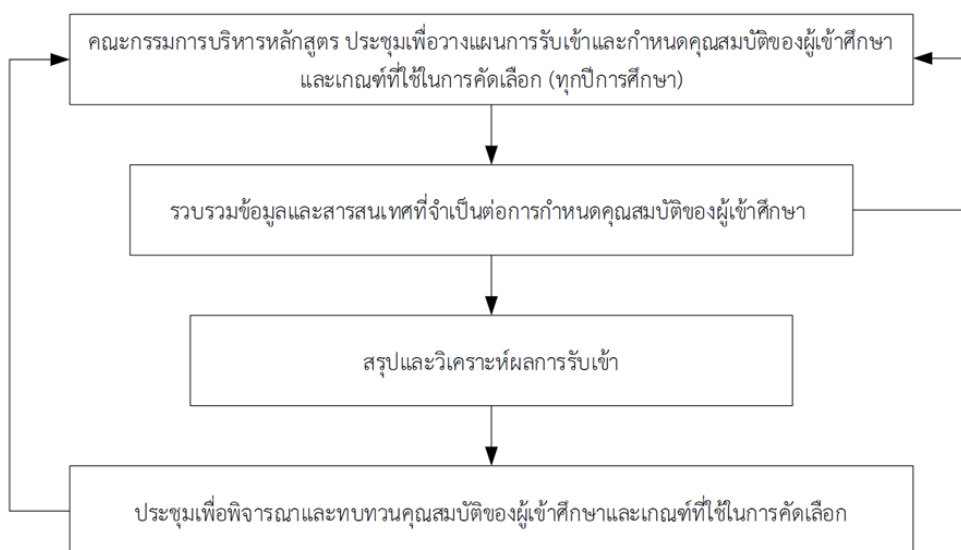 คณะกรรมการบริหารหลักสูตร ประชุมเพื่อวางแผนการรับเข้าและกำหนดคุณสมบัติของผู้เข้าศึกษา
และเกณฑ์ที่ใช้ในการคัดเลือก (ทุกปีการศึกษา)
รวบรวมข้อมูลและสารสนเทศที่จำเป็นต่อการกำหนดคุณสมบัติของผู้เข้าศึกษา
สรุปและวิเคราะห์ผลการรับเข้า
ประชุมเพื่อพิจารณาและทบทวนคุณสมบัติของผู้เข้าศึกษาและเกณฑ์ที่ใช้ในการคัดเลือก